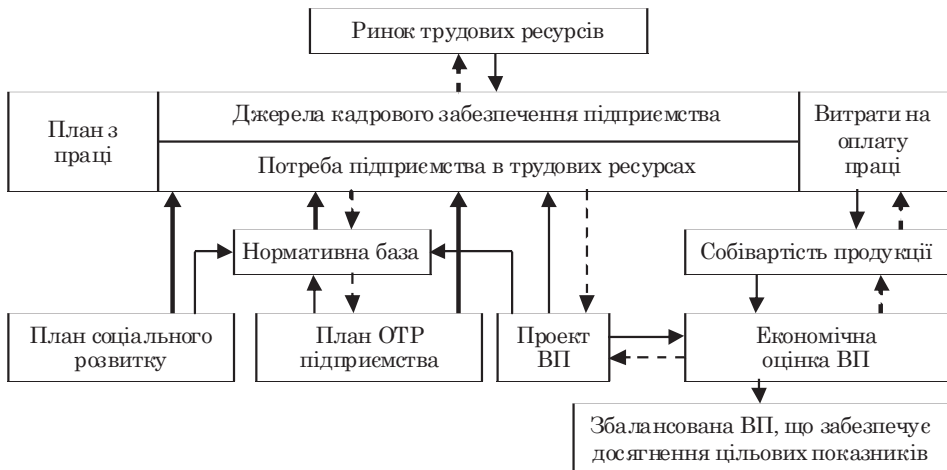 Ринок трудових ресурсів
План з
праці
Джерела кадрового забезпечення підприємства
Потреба підприємства в трудових ресурсах
Витрати на
оплату
праці
Нормативна база
Собівартість продукції
План соціального
розвитку
План ОТР
підприємства
Проект
ВП
Економічна
оцінка ВП
Збалансована ВП, що забезпечує
досягнення цільових показників